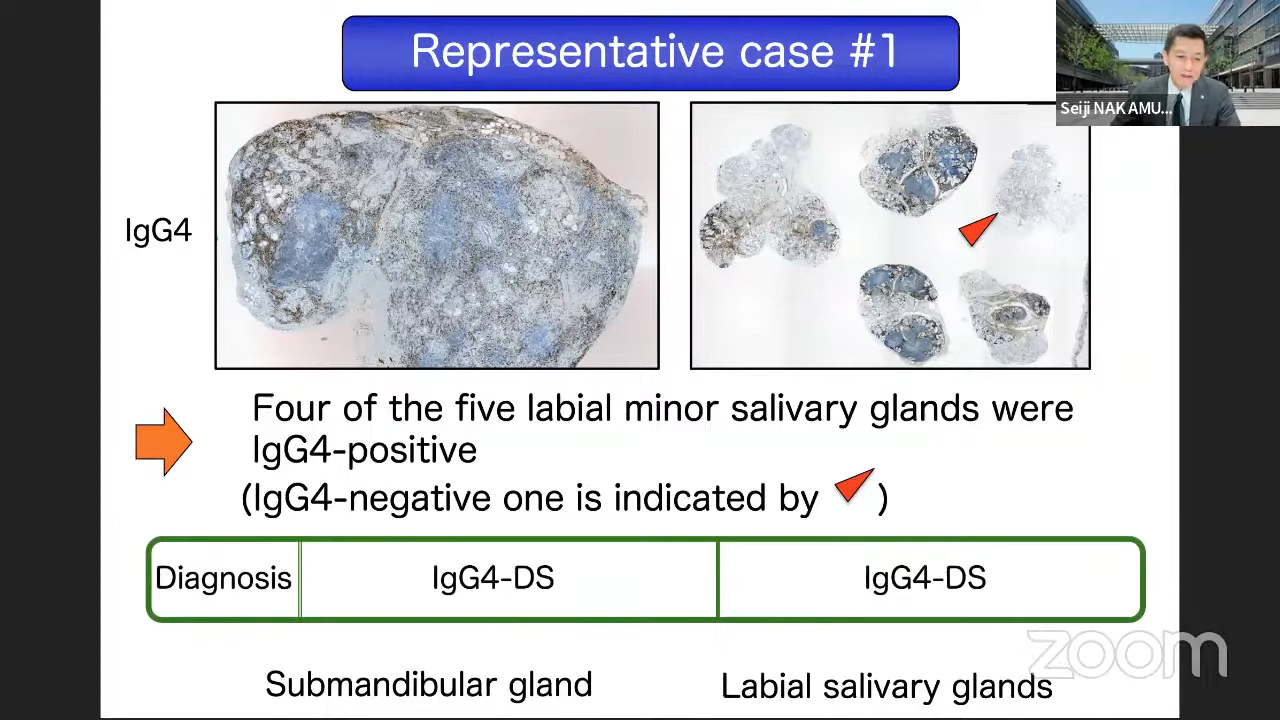 Representative case #1
Seiji NAKAMU...
IgG4
Four of the five labial minor salivary glands were
IgG4-positive
(IgG4-negative one is indicated by )
Diagnosis IgG4-DS IgG4-DS
zoom
Submandibular gland Labial salivary glands